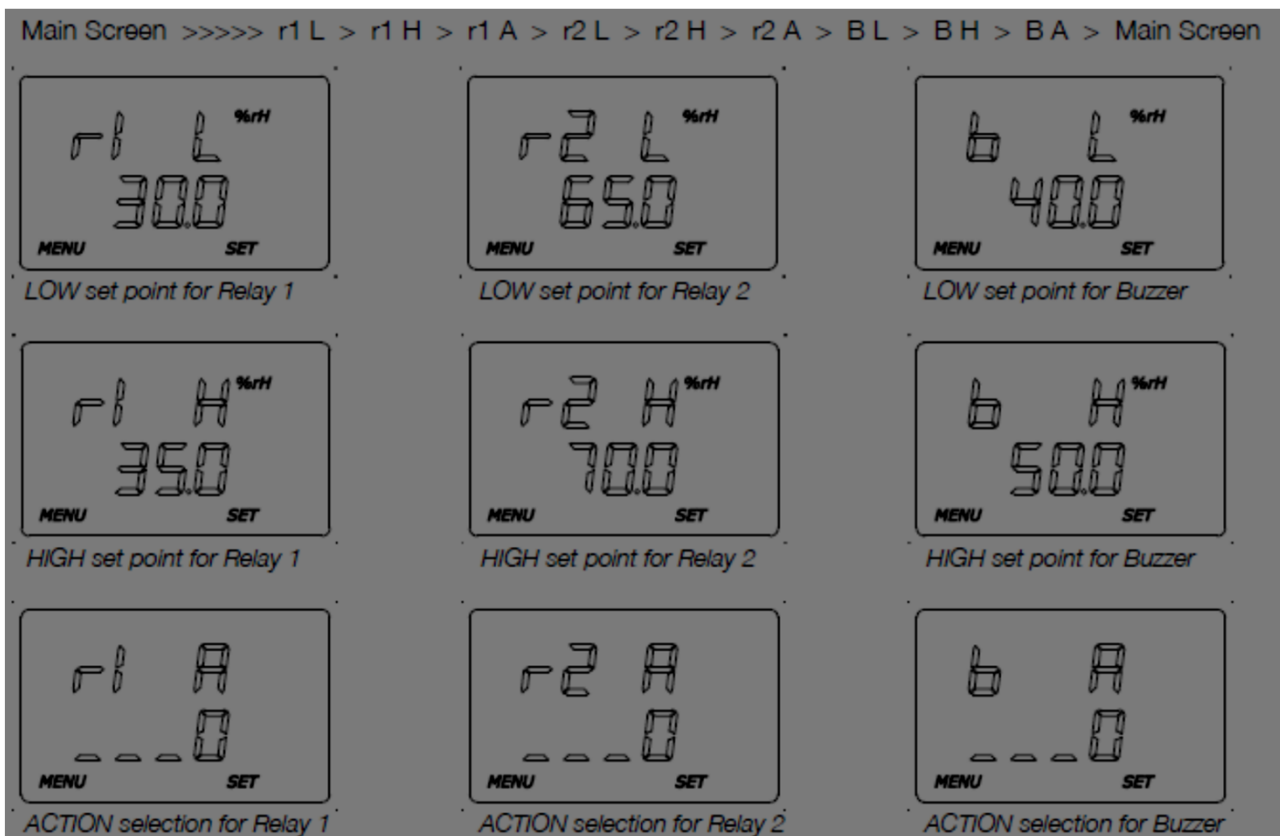 Main Screen >>>>> r1 L > r1 H > r1 A > r2 L > r2 H > r2 A > B L > B H > B A > Main Screen
r1 L %rH
30.0
MENU SET
LOW set point for Relay 1
r2 L %rH
65.0
MENU SET
LOW set point for Relay 2
b L %rH
40.0
MENU SET
LOW set point for Buzzer
r1 H %rH
35.0
MENU SET
HIGH set point for Relay 1
r2 H %rH
70.0
MENU SET
HIGH set point for Relay 2
b H %rH
50.0
MENU SET
HIGH set point for Buzzer
r1 A
_ _ _ 0
MENU SET
ACTION selection for Relay 1
r2 A
_ _ _ 0
MENU SET
ACTION selection for Relay 2
b A
_ _ _ 0
MENU SET
ACTION selection for Buzzer